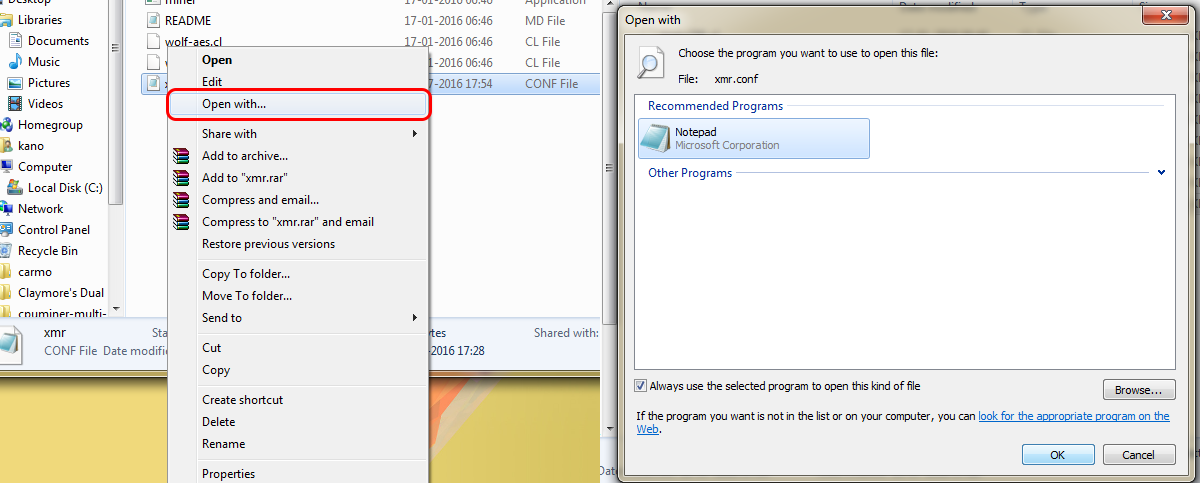 Desktop
Libraries
Documents
Music
Pictures
Videos
Homegroup
kano
Computer
Local Disk (C:)
Network
Control Panel
Recycle Bin
carmo
Claymore's Dual
cpuminer-multi-
miner 17-01-2016 06:46 Application
README 17-01-2016 06:46 MD File
wolf-aes.cl 17-01-2016 06:46 CL File
17-01-2016 06:46 CL File
-2016 17:54 CONF File
Open
Edit
Open with...
Share with
Add to archive...
Add to "xmr.rar"
Compress and email...
Compress to "xmr.rar" and email
Restore previous versions
Copy To folder...
Move To folder...
Send to
Cut
Copy
Create shortcut
Delete
Rename
Properties
xmr
CONF File Date modifi
Shared with:
-2016 17:28
Open with
Choose the program you want to use to open this file:
File: xmr.conf
Recommended Programs
Notepad
Microsoft Corporation
Other Programs
Always use the selected program to open this kind of file
Browse...
If the program you want is not in the list or on your computer, you can look for the appropriate program on the
Web.
OK
Cancel